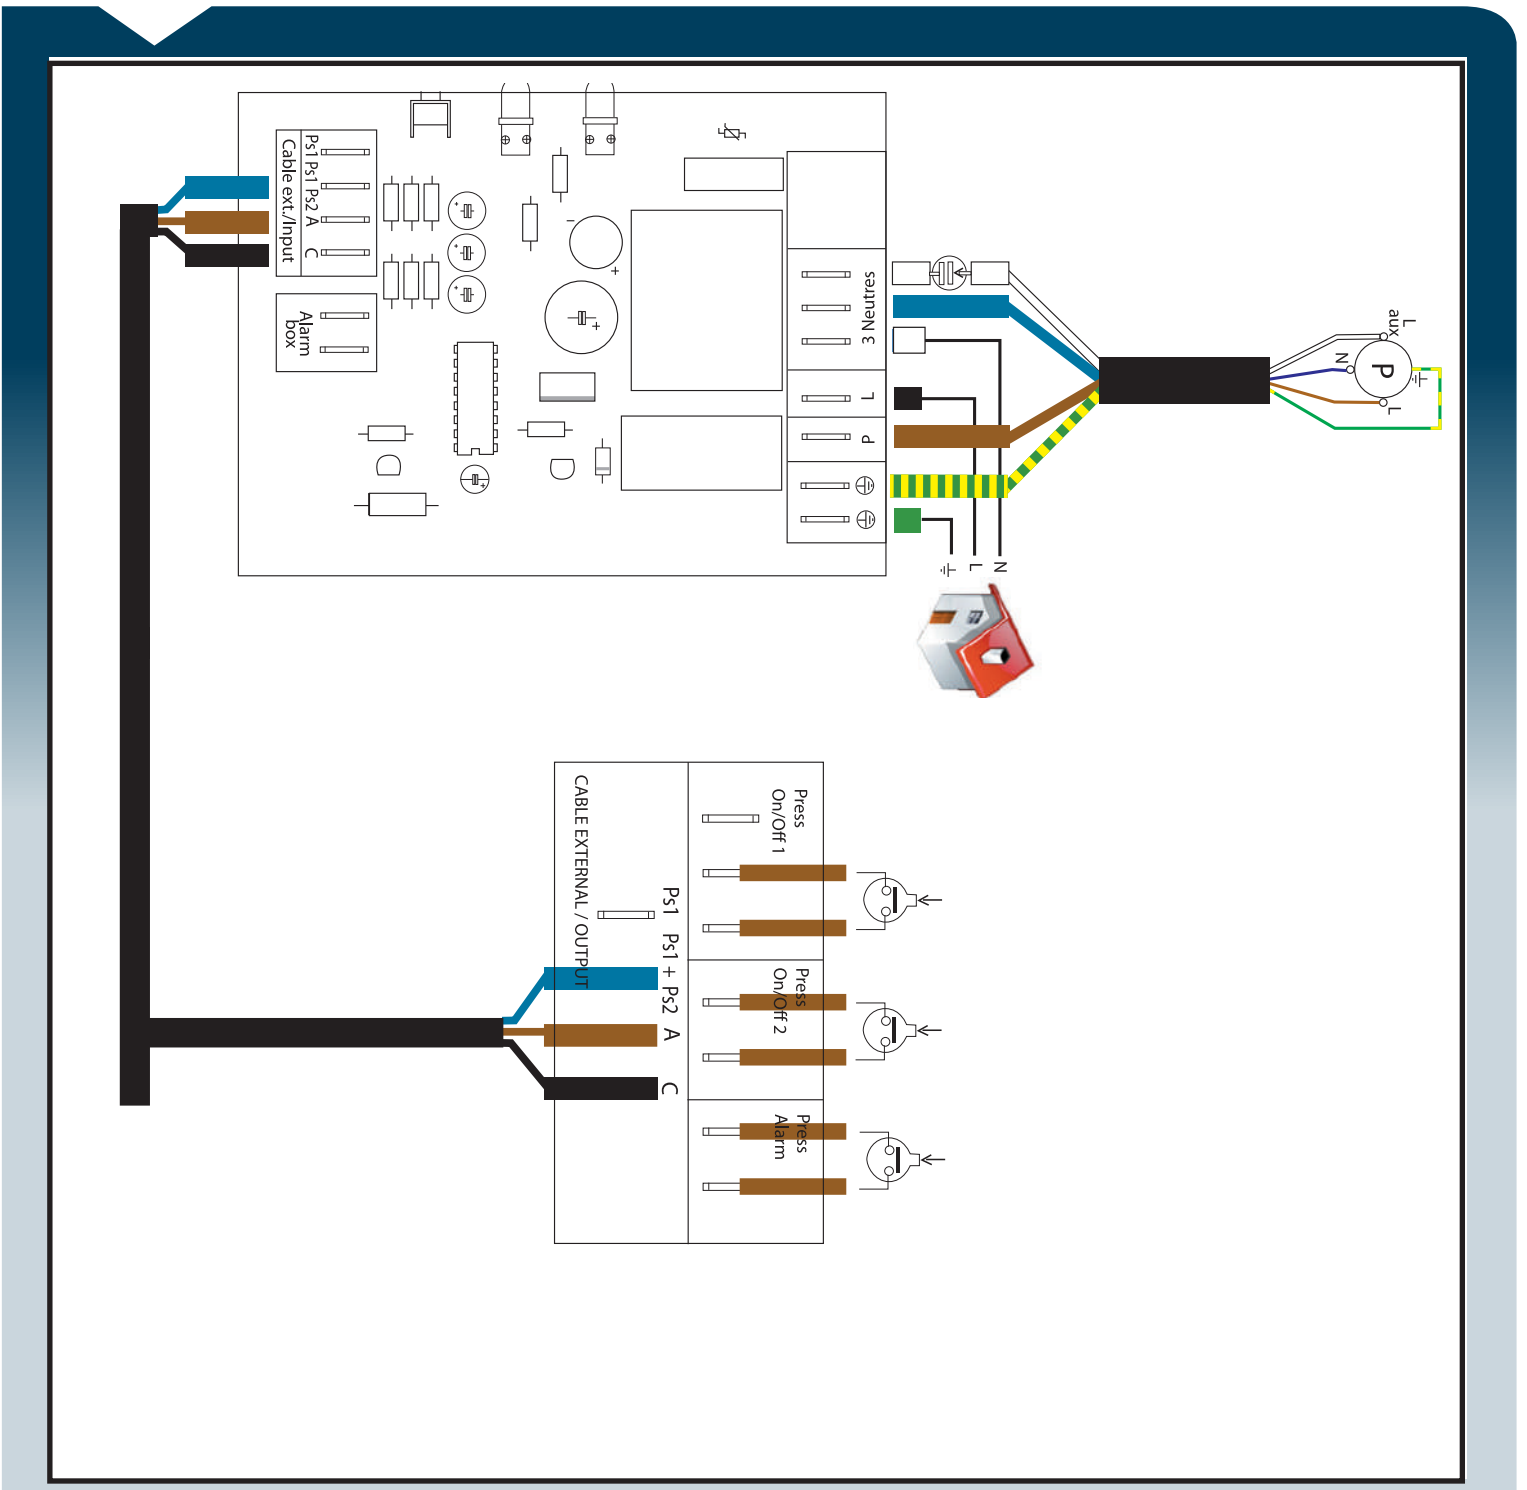 Ps1 Ps1 Ps2 A C
Cable ext./Input
Alarm
box
3 Neutres
L
P
L
aux
N
P
L
L
N
Press
On/Off 1
Ps1 Ps1 + Ps2 A C
CABLE EXTERNAL / OUTPUT
Press
On/Off 2
Press
Alarm